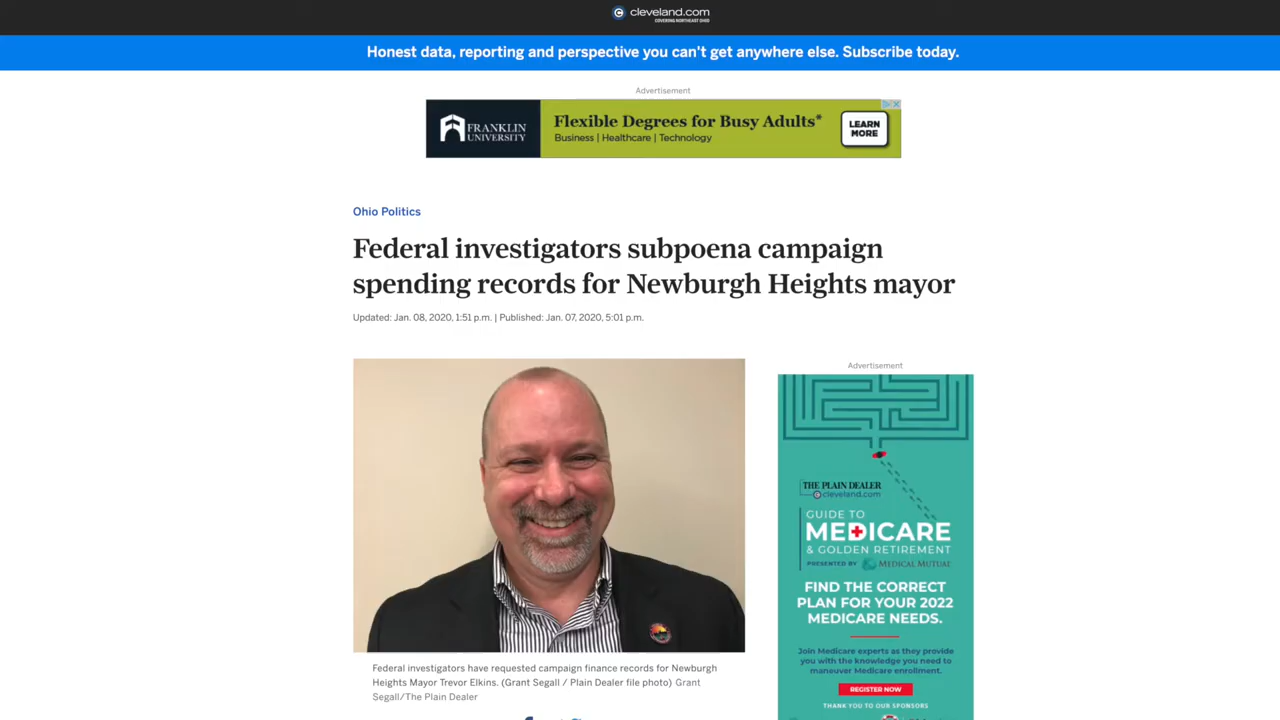 cleveland.com
COVERING NORTHEAST OHIO
Honest data, reporting and perspective you can't get anywhere else. Subscribe today.
Advertisement
FRANKLIN
UNIVERSITY
Flexible Degrees for Busy Adults*
Business | Healthcare | Technology
LEARN
MORE
Ohio Politics
Federal investigators subpoena campaign
spending records for Newburgh Heights mayor
Updated: Jan. 08, 2020, 1:51 p.m. | Published: Jan. 07, 2020, 5:01 p.m.
Federal investigators have requested campaign finance records for Newburgh
Heights Mayor Trevor Elkins. (Grant Segall / Plain Dealer file photo) Grant
Segall/The Plain Dealer
Advertisement
THE PLAIN DEALER
cleveland.com
GUIDE TO
MEDICARE
& GOLDEN RETIREMENT
PRESENTED BY MEDICAL MUTUAL
FIND THE CORRECT
PLAN FOR YOUR 2022
MEDICARE NEEDS.
Join Medicare experts as they provide
you with the knowledge you need to
maneuver Medicare enrollment.
REGISTER NOW
THANK YOU TO OUR SPONSORS